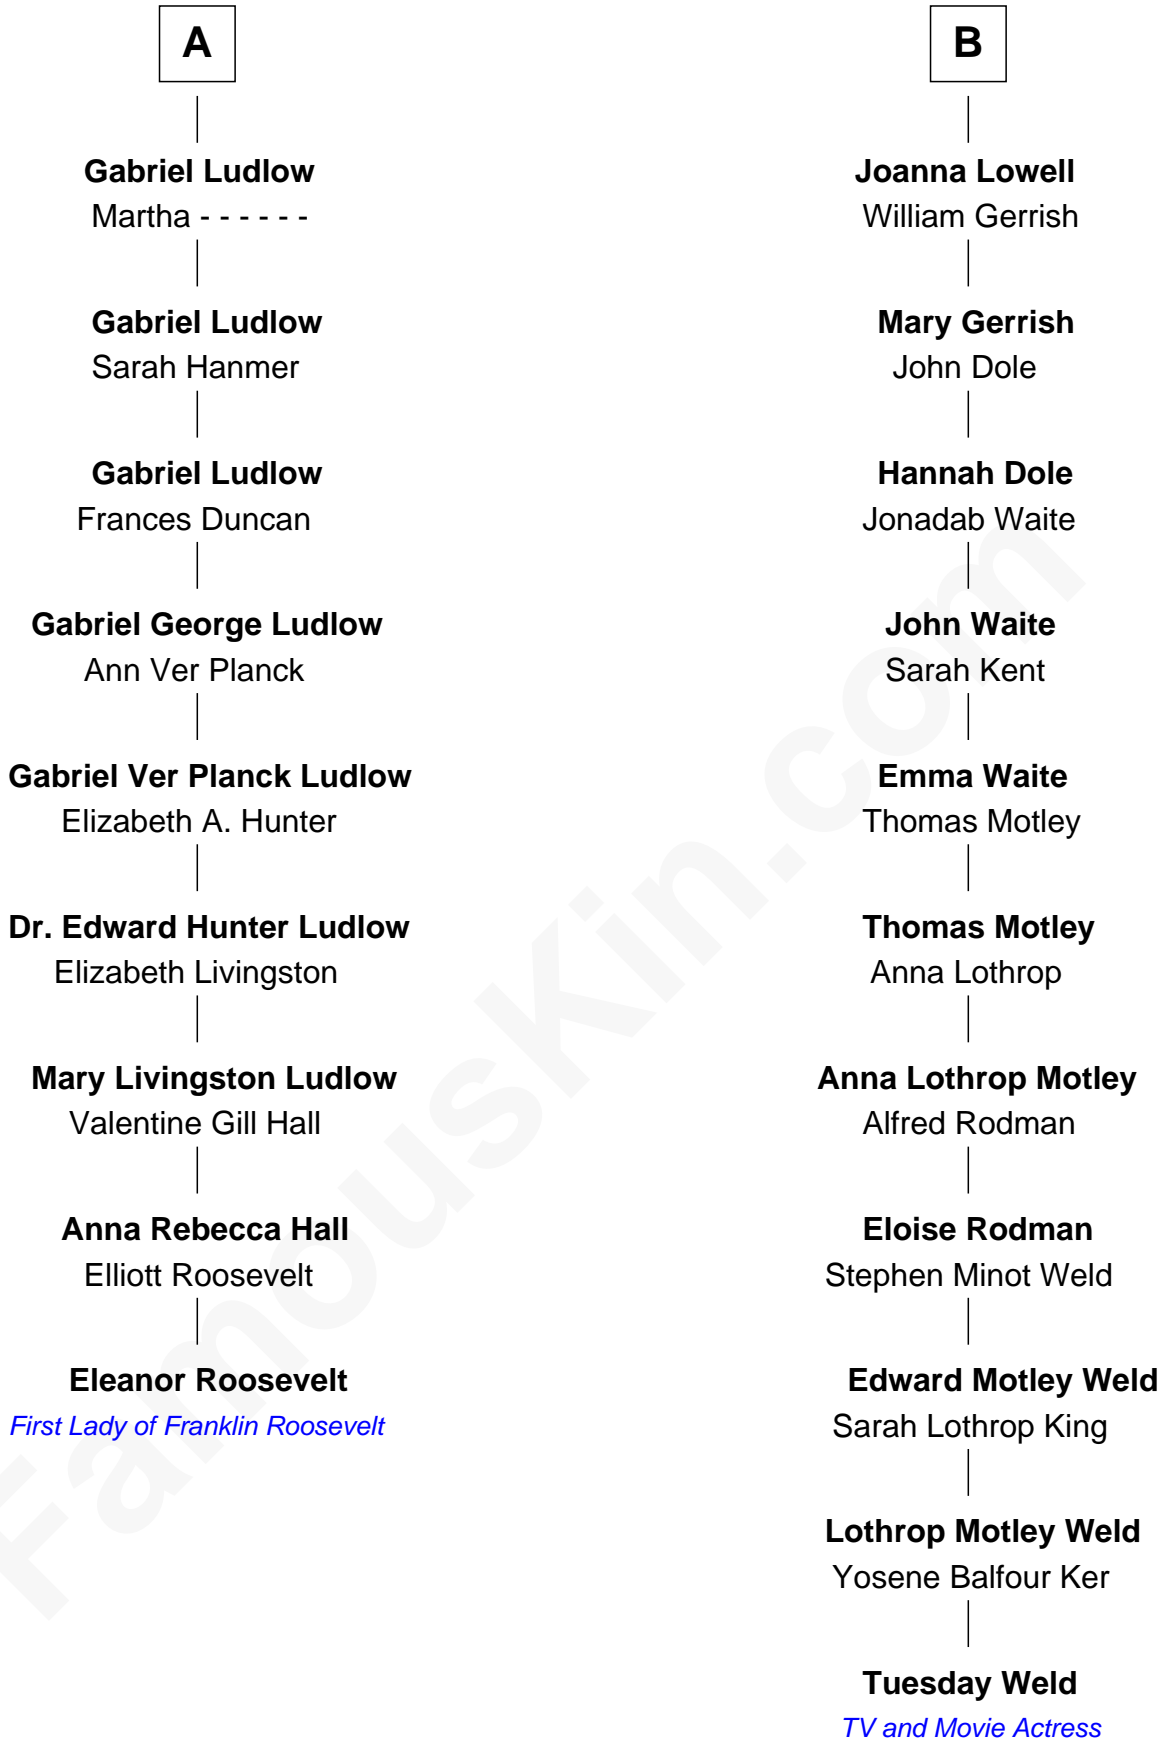 A
Gabriel Ludlow
Martha - - - - - -
Gabriel Ludlow
Sarah Hanmer
Gabriel Ludlow
Frances Duncan
Gabriel George Ludlow
Ann Ver Planck
Gabriel Ver Planck Ludlow
Elizabeth A. Hunter
Dr. Edward Hunter Ludlow
Elizabeth Livingston
Mary Livingston Ludlow
Valentine Gill Hall
Anna Rebecca Hall
Elliott Roosevelt
Eleanor Roosevelt
First Lady of Franklin Roosevelt
B
Joanna Lowell
William Gerrish
Mary Gerrish
John Dole
Hannah Dole
Jonadab Waite
John Waite
Sarah Kent
Emma Waite
Thomas Motley
Thomas Motley
Anna Lothrop
Anna Lothrop Motley
Alfred Rodman
Eloise Rodman
Stephen Minot Weld
Edward Motley Weld
Sarah Lothrop King
Lothrop Motley Weld
Yosene Balfour Ker
Tuesday Weld
TV and Movie Actress
FamousKin.com